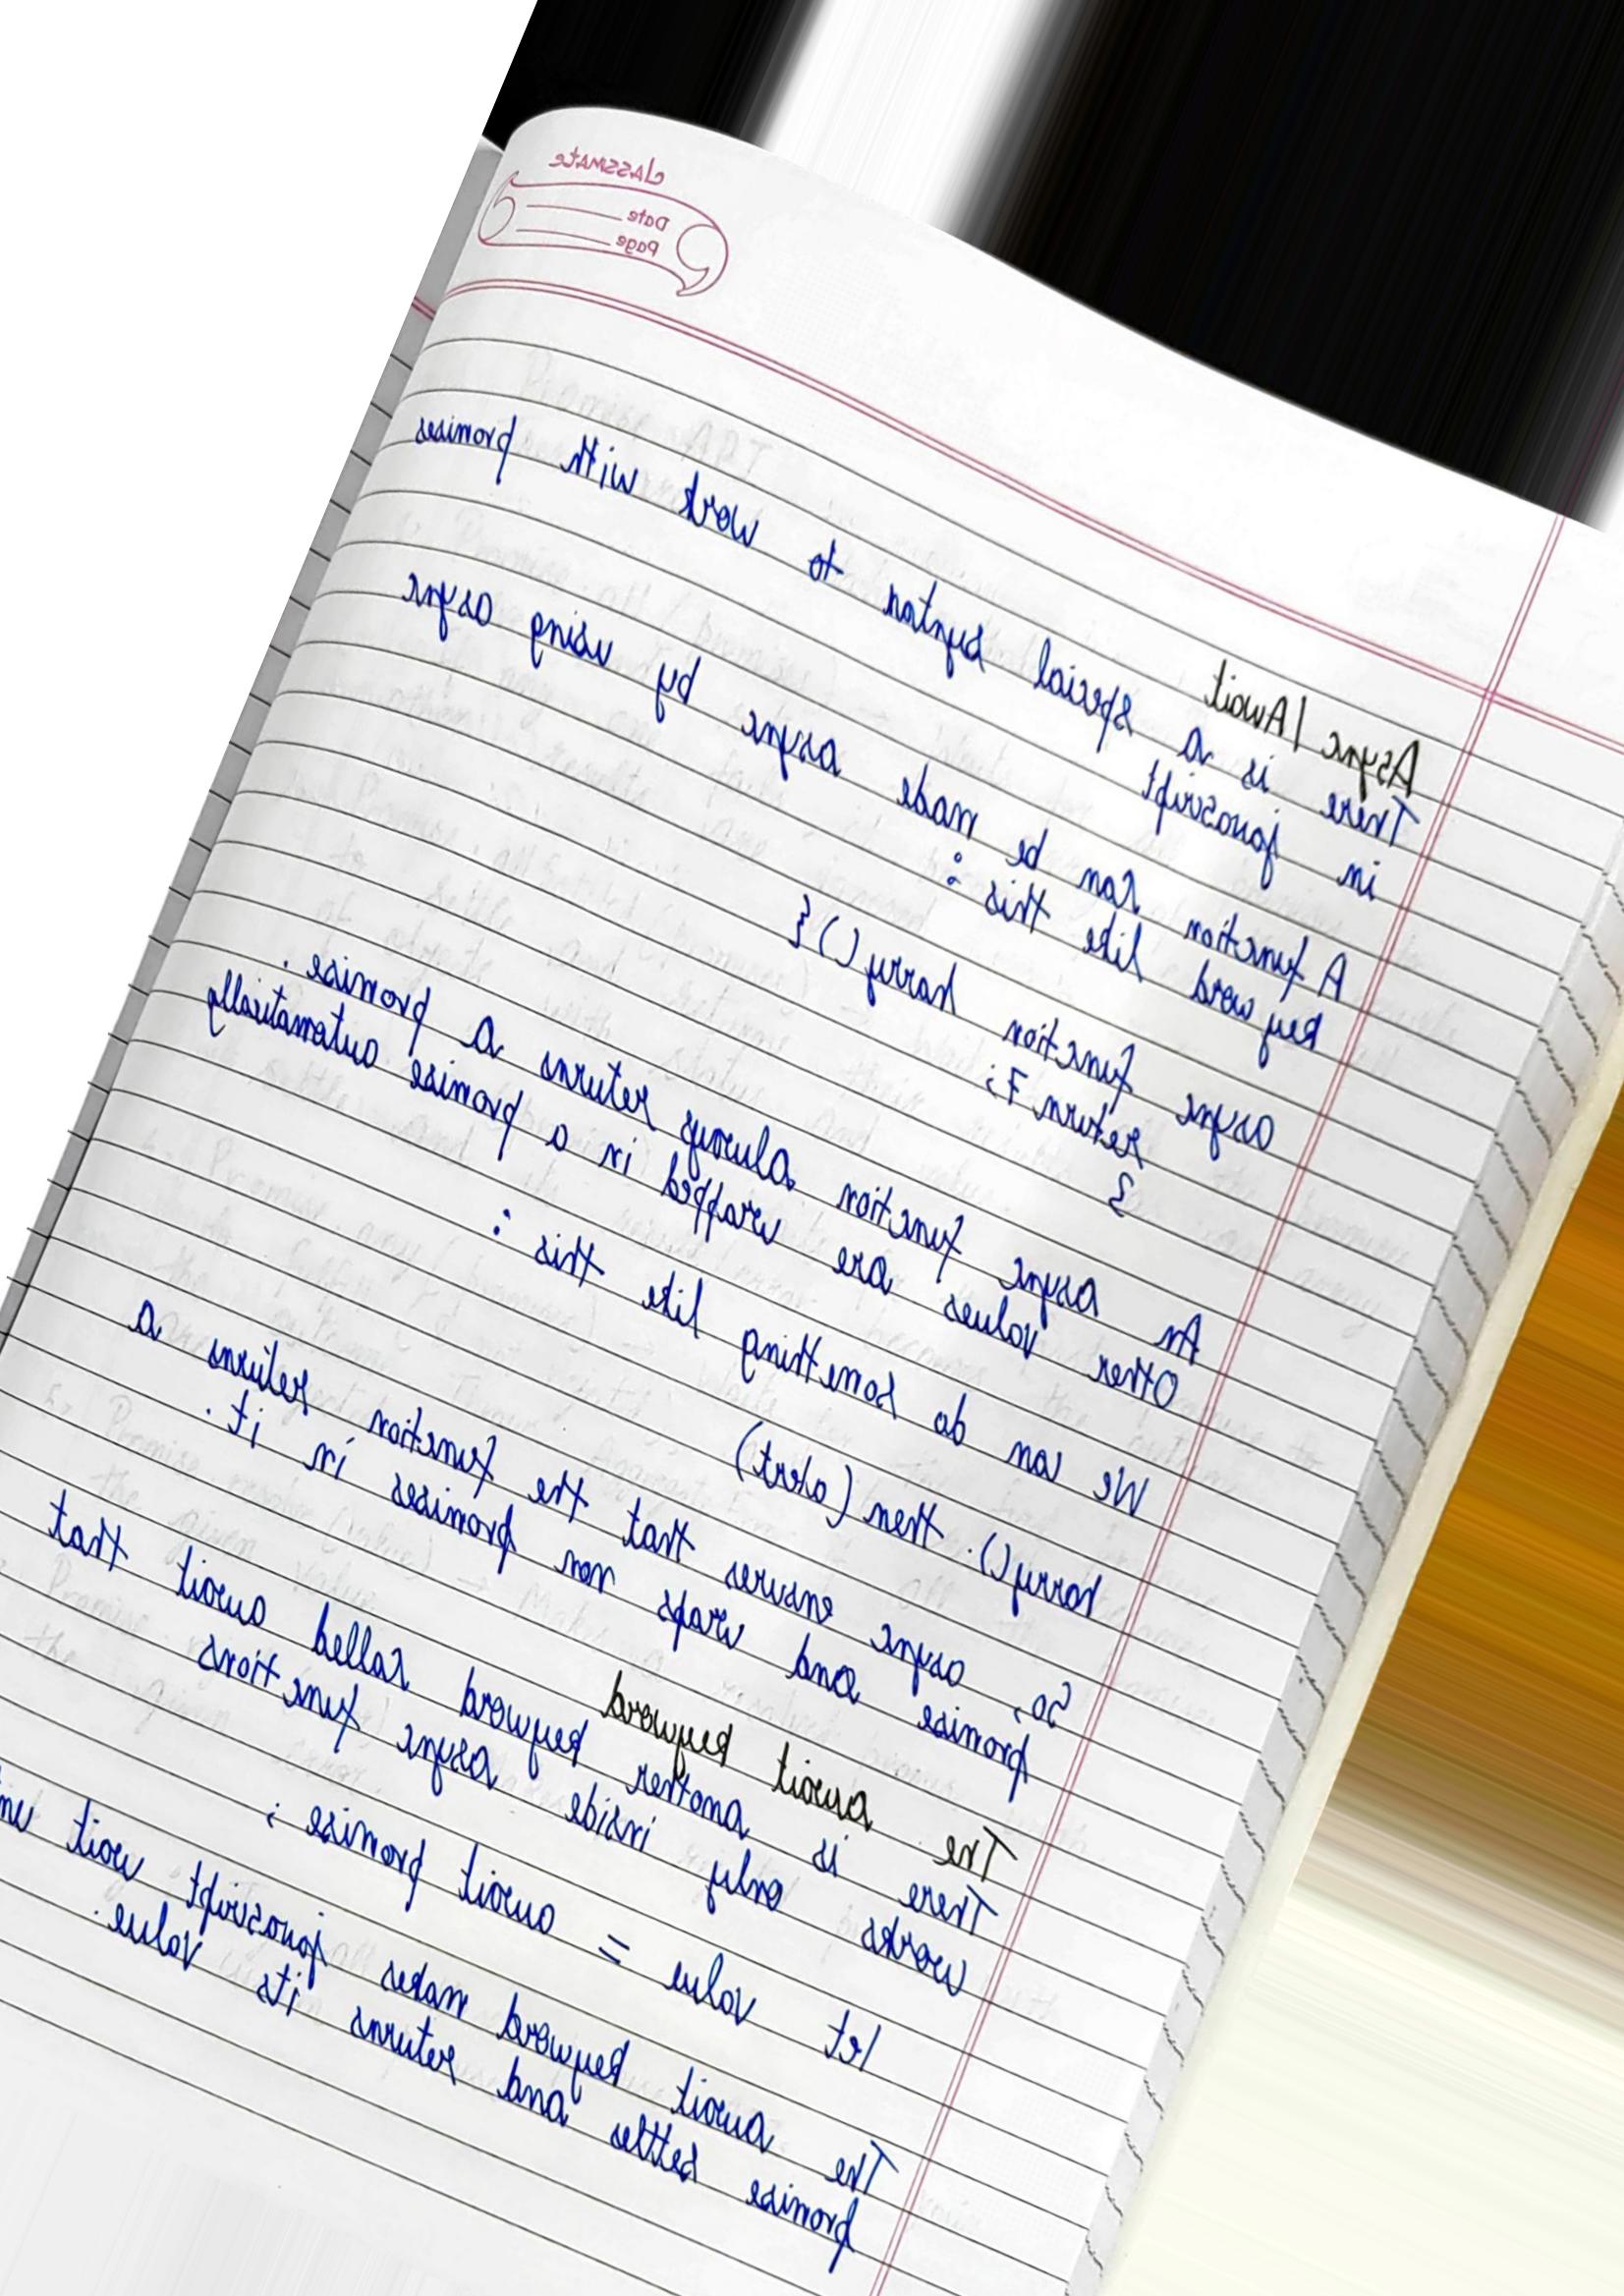 classmate
Date
Page
Async / Await
There is a special syntax to work with promises
in javascript
A function can be made async by using async
key word like this :
async function harry () {
return 7;
}
An async function always returns a promise.
Other values are wrapped in a promise automatically
We can do something like this :
harry(). then (alert)
So, async ensures that the function returns a
promise and wraps non promises in it.
The await keyword
There is another keyword called await that
works only inside async functions
let value = await promise ;
The await keyword makes javascript wait
promise settles and returns its value.